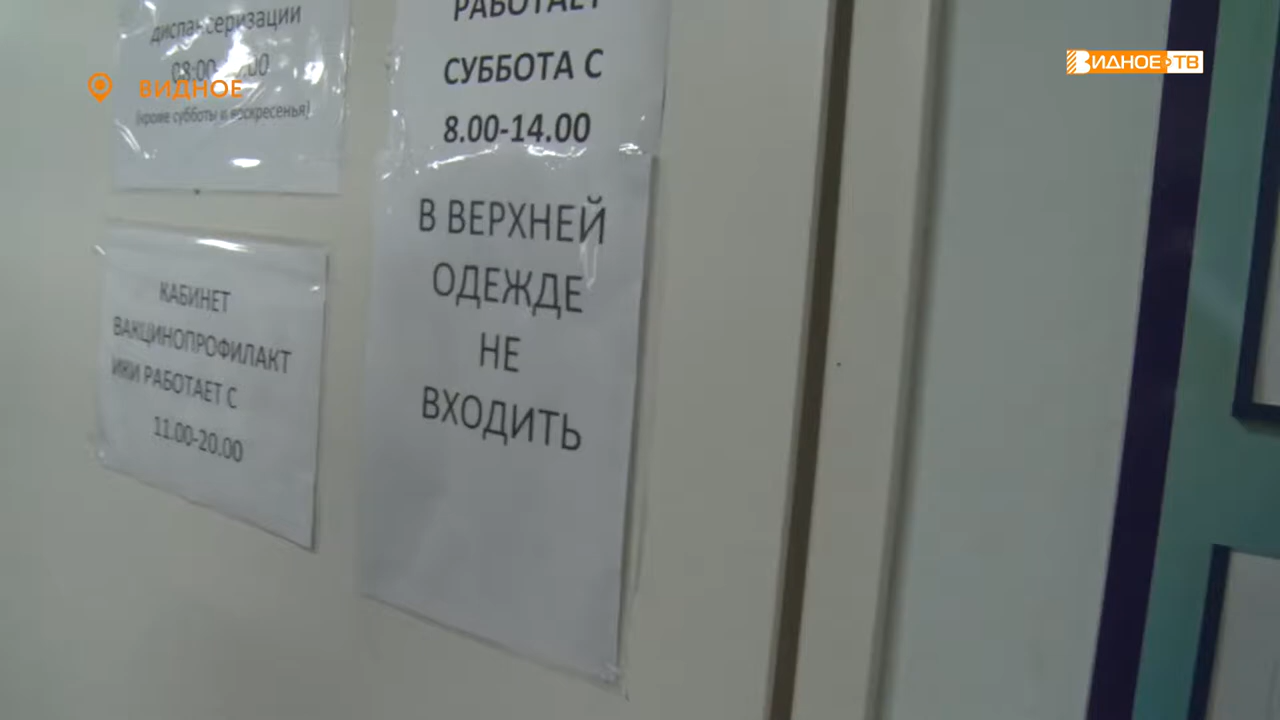 диспансеризации
(кроме субботы и воскресенья)
ВИДНОЕ
КАБИНЕТ
ВАКЦИНОПРОФИЛАКТ
ИКИ РАБОТАЕТ С
11.00-20.00
РАБОТАЕТ
СУББОТА С
8.00-14.00
В ВЕРХНЕЙ
ОДЕЖДЕ
НЕ
ВХОДИТЬ
ВИДНОЕ ТВ